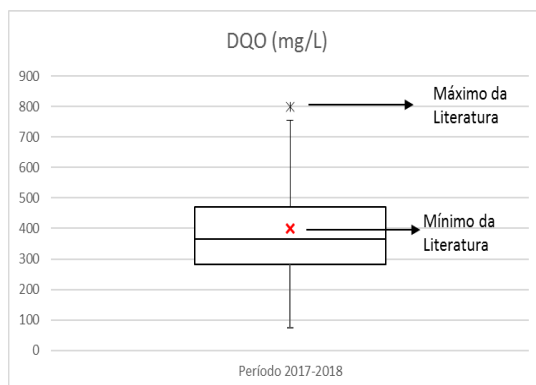 DQO (mg/L)
900
800
700
600
500
400
300
200
100
0
Máximo da
Literatura
Mínimo da
Literatura
Período 2017-2018